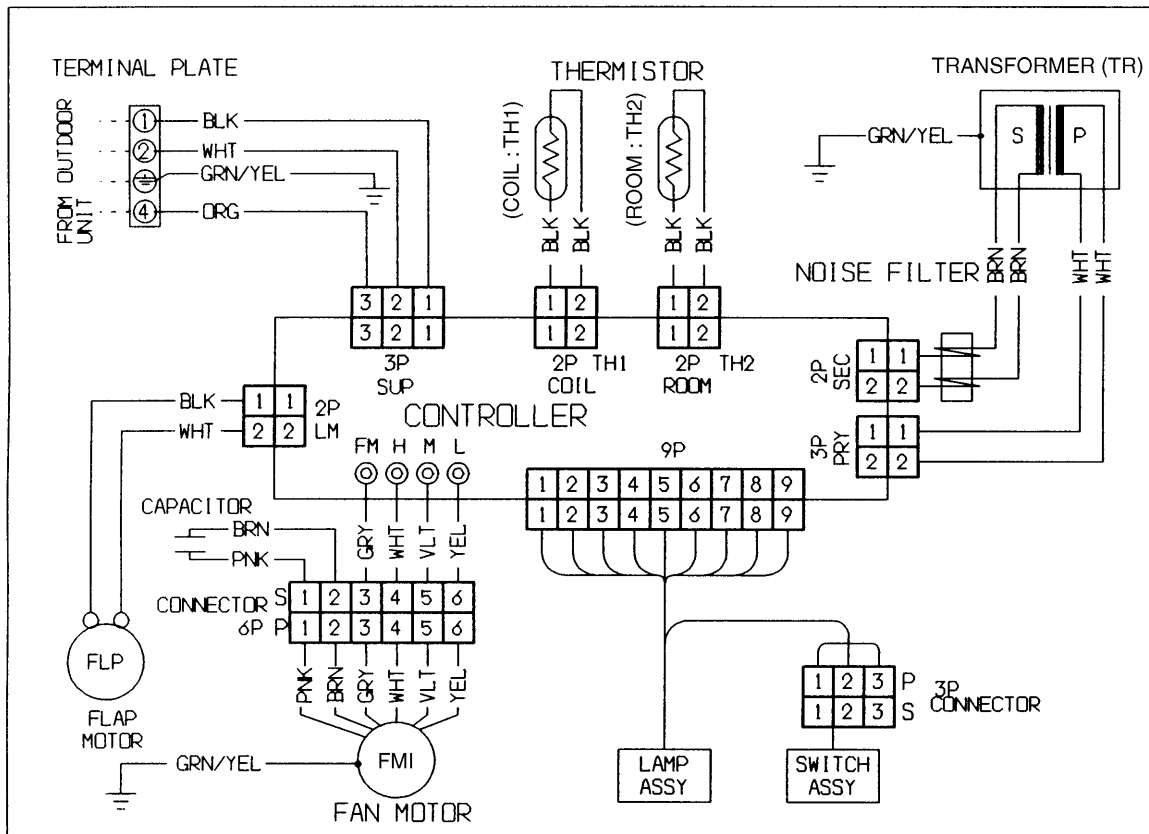 TERMINAL PLATE
THERMISTOR
TRANSFORMER (TR)
FROM OUTDOOR
UNIT
1 BLK
2 WHT
GRN/YEL
4 ORG
(COIL : TH1)
(ROOM : TH2)
BLK BLK
BLK BLK
GRN/YEL
S P
BRN BRN WHT WHT
NOISE FILTER
3 2 1
3 2 1
3P
SUP
1 2
1 2
2P TH1
COIL
1 2
1 2
2P TH2
ROOM
2P
SEC
1 1
2 2
3P
PRY
1 1
2 2
BLK
WHT
1 1
2 2
2P
LM
CONTROLLER
FM H M L
9P
1 2 3 4 5 6 7 8 9
1 2 3 4 5 6 7 8 9
CAPACITOR
BRN
PNK
GRY WHT VLT YEL
CONNECTOR S 1 2 3 4 5 6
6P P 1 2 3 4 5 6
PNK BRN GRY WHT VLT YEL
FLP
FLAP
MOTOR
GRN/YEL
FMI
FAN MOTOR
1 2 3 P
1 2 3 S
3P
CONNECTOR
LAMP
ASSY
SWITCH
ASSY